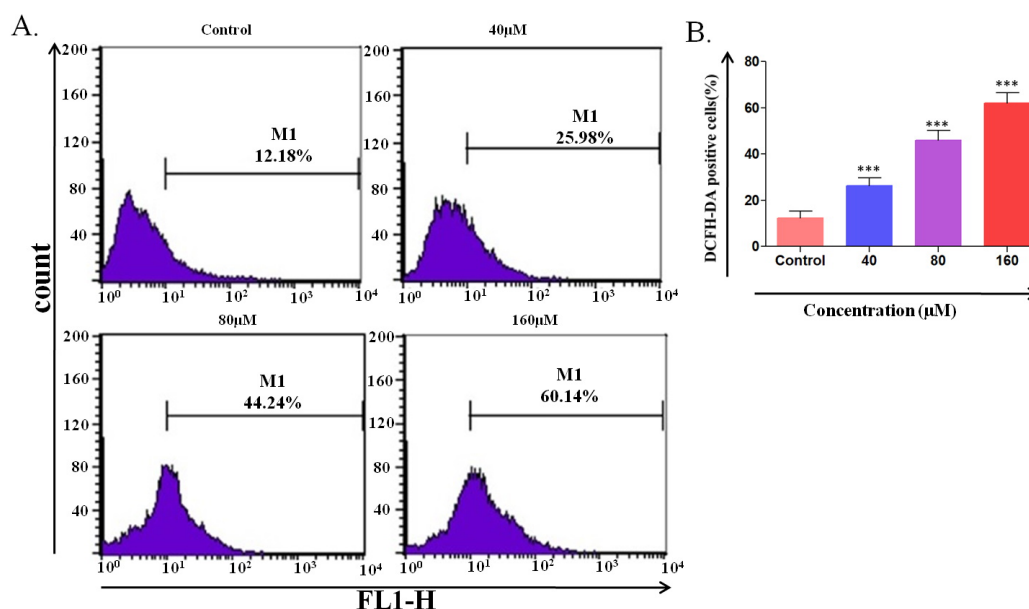 A.
Control
200
160
120
80
40
M1
12.18%
10⁰ 10¹ 10² 10³ 10⁴
40μM
200
160
120
80
40
M1
25.98%
10⁰ 10¹ 10² 10³ 10⁴
80μM
200
160
120
80
40
M1
44.24%
10⁰ 10¹ 10² 10³ 10⁴
160μM
200
160
120
80
40
M1
60.14%
10⁰ 10¹ 10² 10³ 10⁴
count
FL1-H
B.
DCFH-DA positive cells(%)
80
60
40
20
0
***
***
***
Control 40 80 160
Concentration (μM)